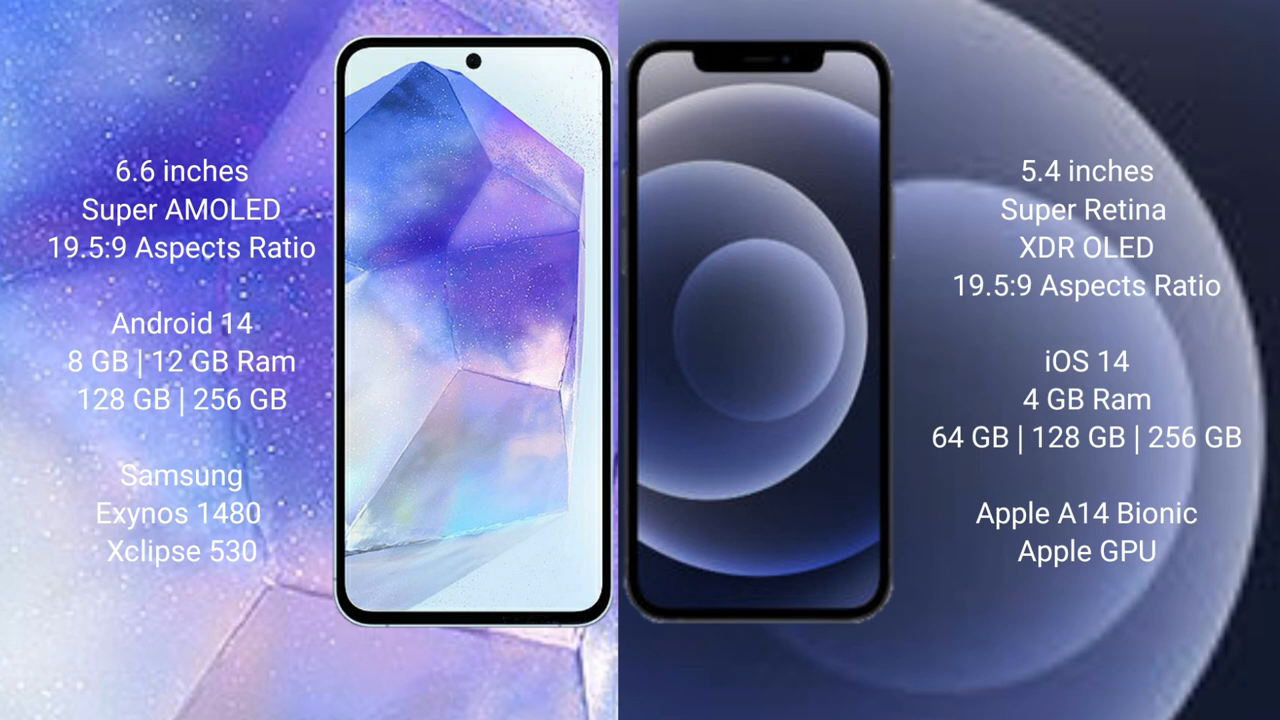 6.6 inches
Super AMOLED
19.5:9 Aspects Ratio
Android 14
8 GB | 12 GB Ram
128 GB | 256 GB
Samsung
Exynos 1480
Xclipse 530
5.4 inches
Super Retina
XDR OLED
19.5:9 Aspects Ratio
iOS 14
4 GB Ram
64 GB | 128 GB | 256 GB
Apple A14 Bionic
Apple GPU